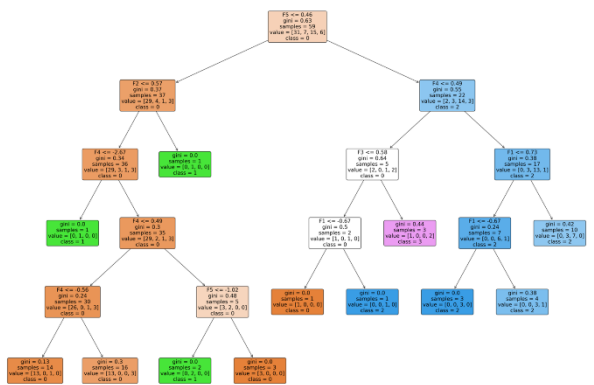 F5 <= 0.46
gini = 0.63
samples = 59
value = [31, 7, 15, 6]
class = 0
F2 <= 0.57
gini = 0.37
samples = 37
value = [29, 4, 1, 3]
class = 0
F4 <= 0.49
gini = 0.55
samples = 22
value = [2, 3, 14, 3]
class = 2
F4 <= -2.67
gini = 0.34
samples = 36
value = [29, 3, 1, 3]
class = 0
gini = 0.0
samples = 1
value = [0, 1, 0, 0]
class = 1
F3 <= 0.58
gini = 0.64
samples = 5
value = [2, 0, 1, 2]
class = 0
F1 <= 0.73
gini = 0.38
samples = 17
value = [0, 3, 13, 1]
class = 2
gini = 0.0
samples = 1
value = [0, 1, 0, 0]
class = 1
F4 <= 0.49
gini = 0.3
samples = 35
value = [29, 2, 1, 3]
class = 0
F1 <= -0.67
gini = 0.5
samples = 2
value = [1, 0, 1, 0]
class = 0
gini = 0.44
samples = 3
value = [1, 0, 0, 2]
class = 3
F1 <= -0.67
gini = 0.24
samples = 7
value = [0, 0, 6, 1]
class = 2
gini = 0.42
samples = 10
value = [0, 3, 7, 0]
class = 2
F4 <= -0.56
gini = 0.24
samples = 30
value = [26, 0, 1, 3]
class = 0
F5 <= -1.02
gini = 0.48
samples = 5
value = [3, 2, 0, 0]
class = 0
gini = 0.0
samples = 1
value = [1, 0, 0, 0]
class = 0
gini = 0.0
samples = 1
value = [0, 0, 1, 0]
class = 2
gini = 0.0
samples = 3
value = [0, 0, 3, 0]
class = 2
gini = 0.38
samples = 4
value = [0, 0, 3, 1]
class = 2
gini = 0.13
samples = 14
value = [13, 0, 1, 0]
class = 0
gini = 0.3
samples = 16
value = [13, 0, 0, 3]
class = 0
gini = 0.0
samples = 2
value = [0, 2, 0, 0]
class = 1
gini = 0.0
samples = 3
value = [3, 0, 0, 0]
class = 0